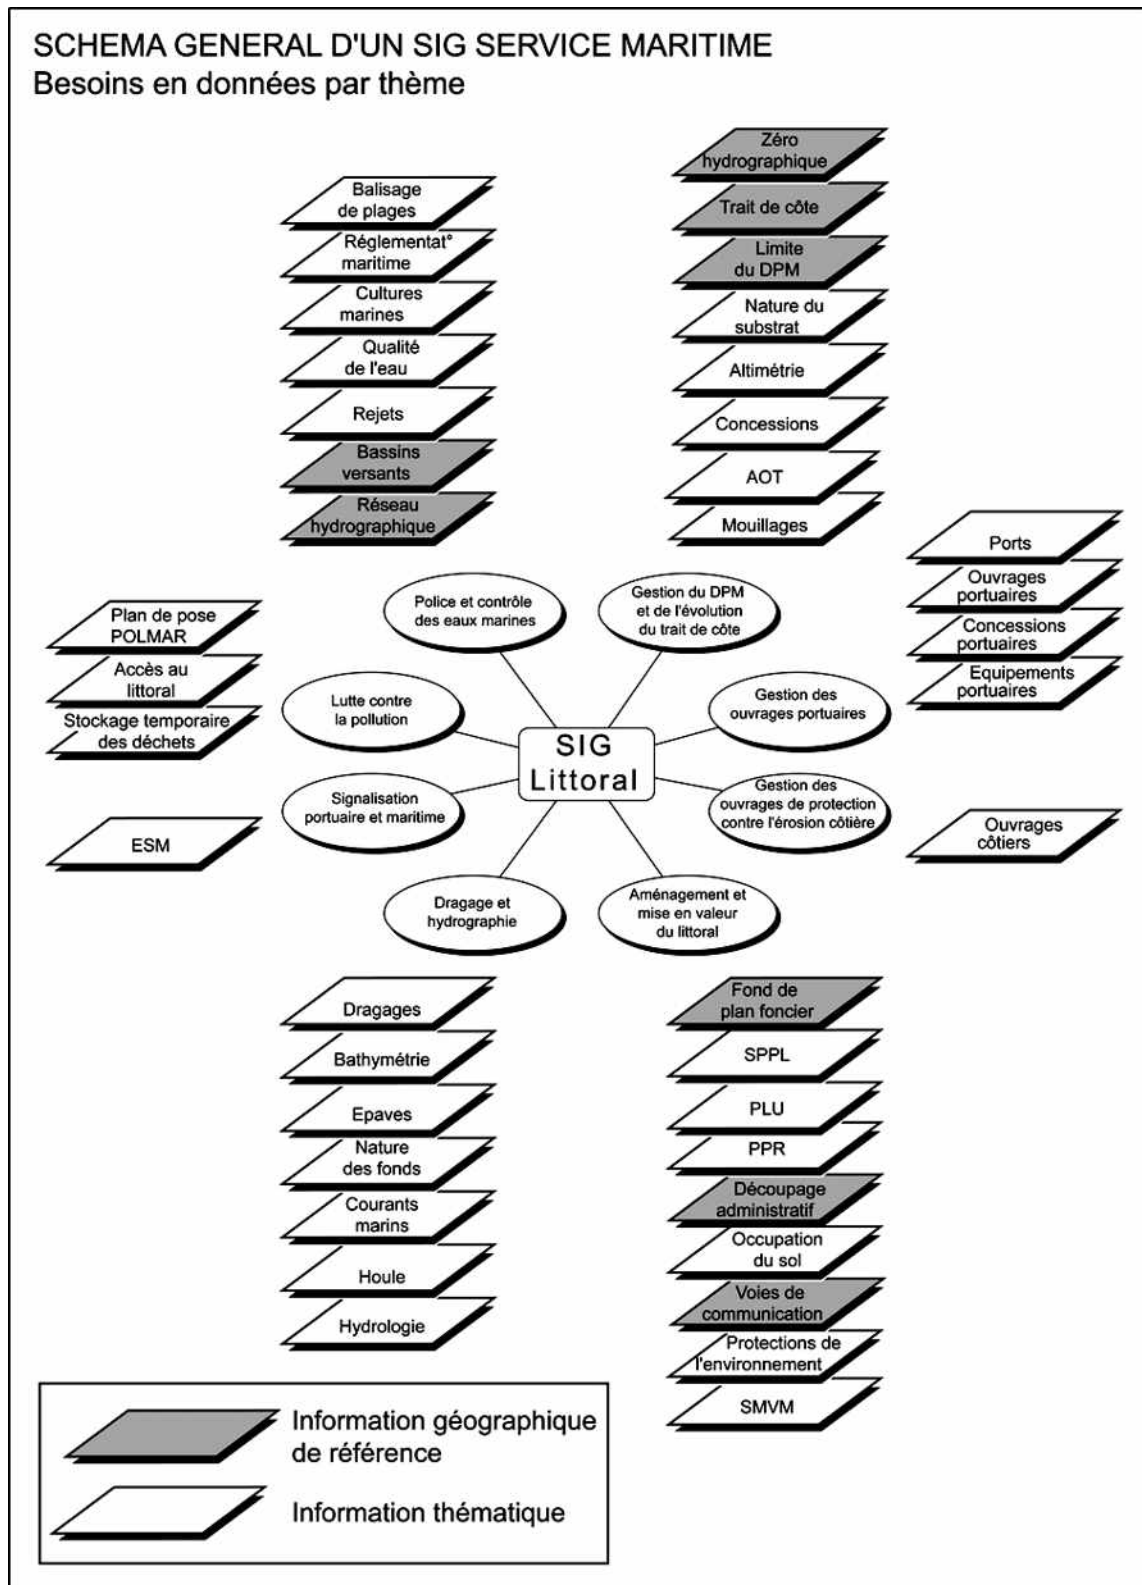 SCHEMA GENERAL D'UN SIG SERVICE MARITIME
Besoins en données par thème
Balisage
de plages
Réglementat°
maritime
Cultures
marines
Qualité
de l'eau
Rejets
Bassins
versants
Réseau
hydrographique
Zéro
hydrographique
Trait de côte
Limite
du DPM
Nature du
substrat
Altimétrie
Concessions
AOT
Mouillages
Ports
Ouvrages
portuaires
Concessions
portuaires
Equipements
portuaires
Plan de pose
POLMAR
Accès au
littoral
Stockage temporaire
des déchets
ESM
Police et contrôle
des eaux marines
Gestion du DPM
et de l'évolution
du trait de côte
Lutte contre
la pollution
Gestion des
ouvrages portuaires
SIG
Littoral
Signalisation
portuaire et maritime
Gestion des
ouvrages de protection
contre l'érosion côtière
Dragage et
hydrographie
Aménagement et
mise en valeur
du littoral
Ouvrages
côtiers
Dragages
Bathymétrie
Epaves
Nature
des fonds
Courants
marins
Houle
Hydrologie
Fond de
plan foncier
SPPL
PLU
PPR
Découpage
administratif
Occupation
du sol
Voies de
communication
Protections de
l'environnement
SMVM
Information géographique
de référence
Information thématique